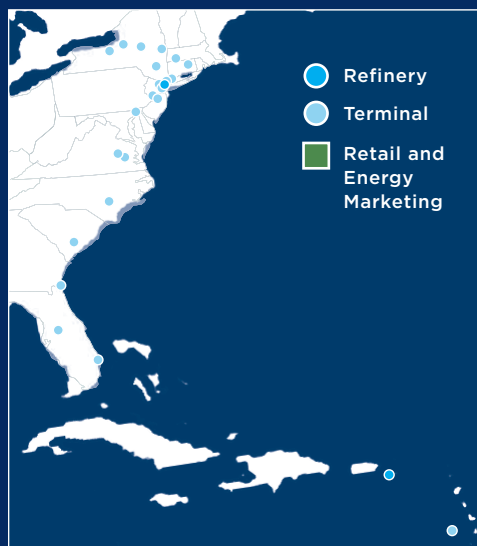 Refinery
Terminal
Retail and
Energy
Marketing